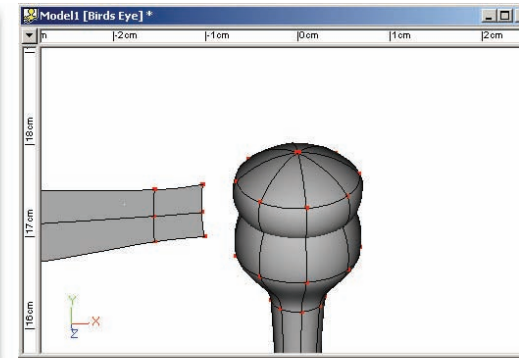 Model1 [Birds Eye] *
-2cm -1cm 0cm 1cm 2cm
18cm
17cm
16cm
Y
X
Z